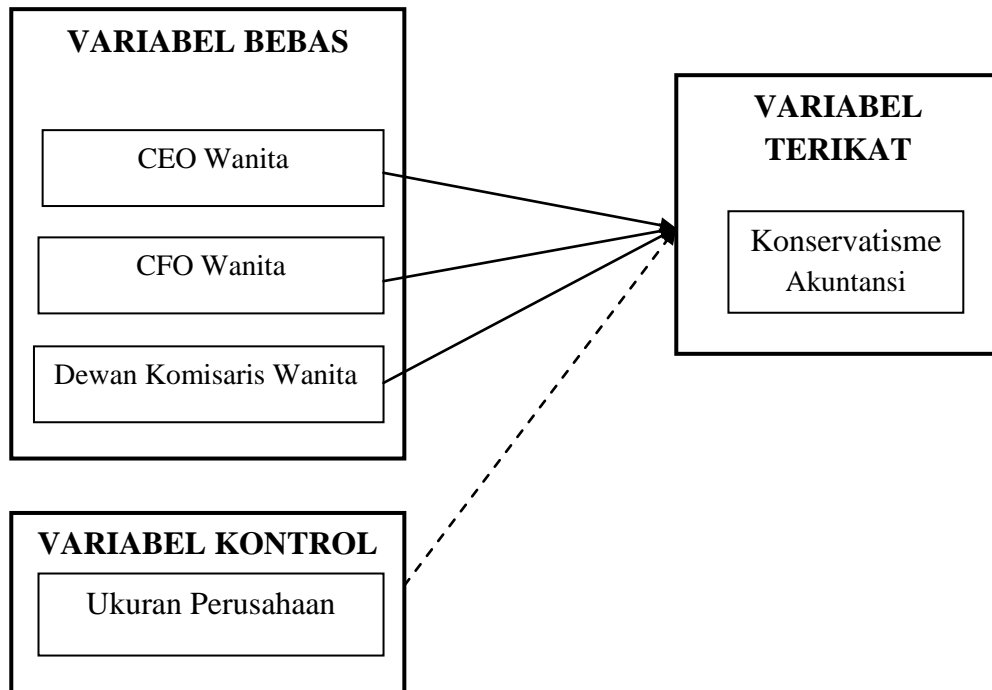 VARIABEL BEBAS
CEO Wanita
CFO Wanita
Dewan Komisaris Wanita
VARIABEL
TERIKAT
Konservatisme
Akuntansi
VARIABEL KONTROL
Ukuran Perusahaan